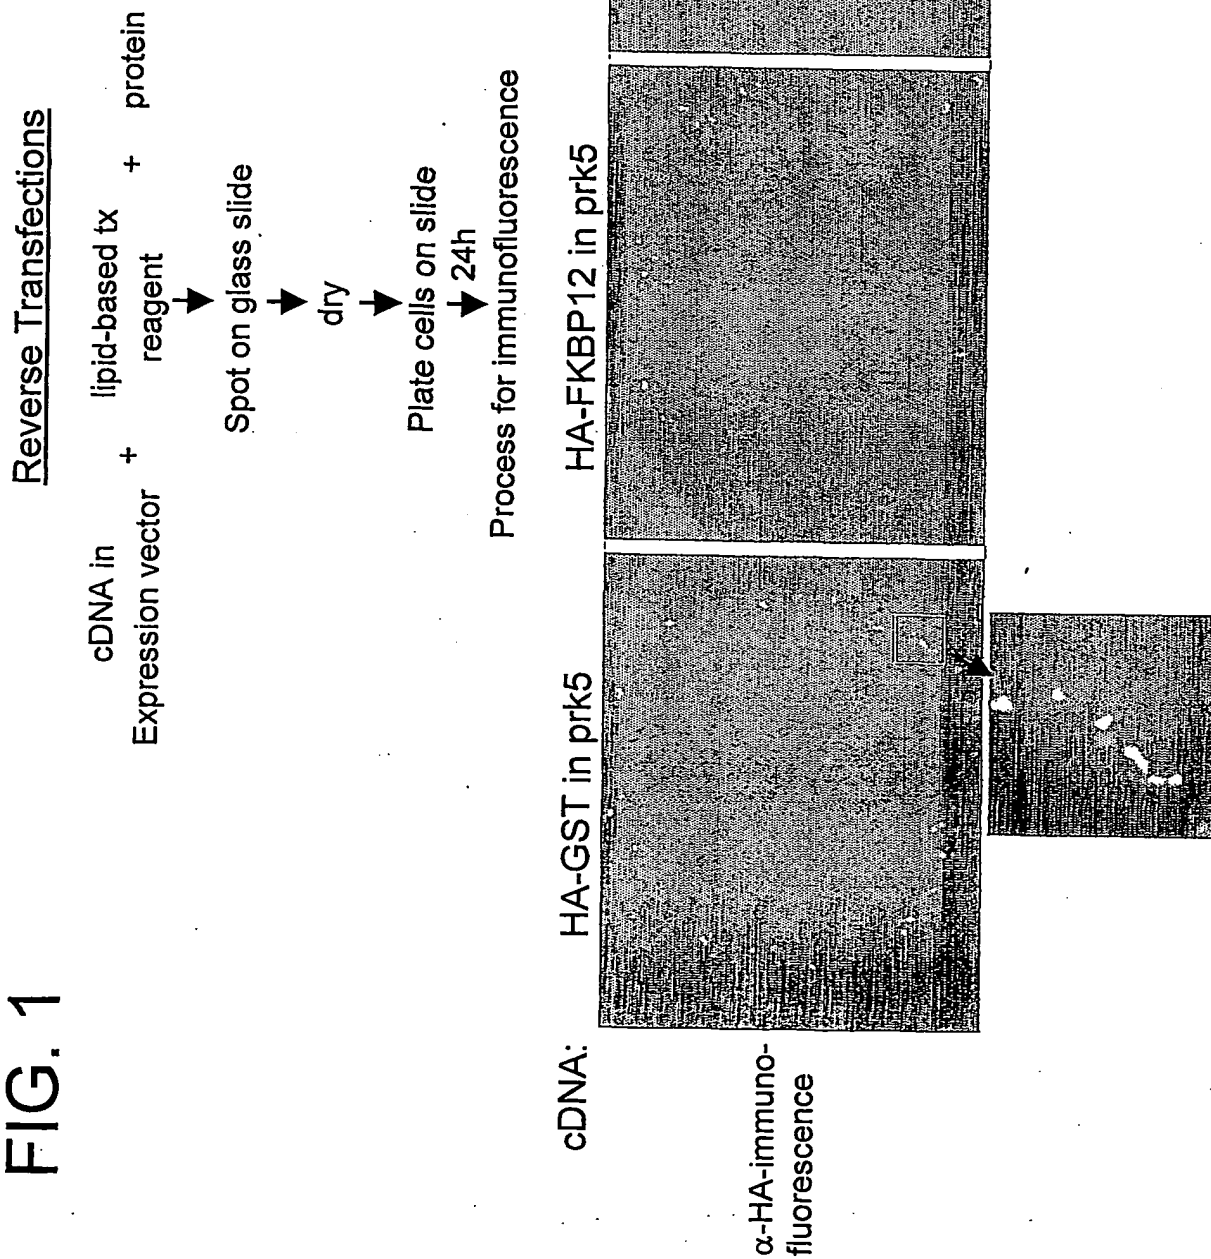 FIG. 1
Reverse Transfections
cDNA in
Expression vector
+
lipid-based tx
reagent
+
protein
Spot on glass slide
dry
Plate cells on slide
24h
Process for immunofluorescence
cDNA:
HA-GST in prk5
HA-FKBP12 in prk5
α-HA-immuno-
fluorescence